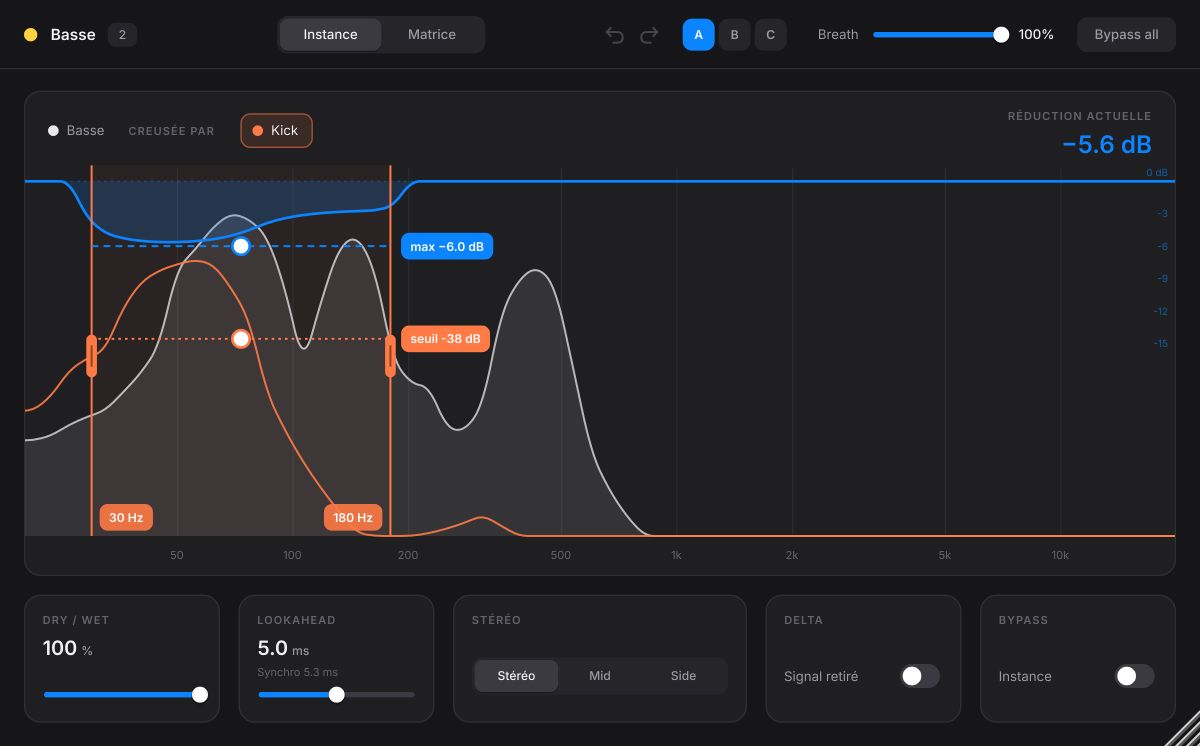 Basse 2 Instance Matrice A B C Breath 100% Bypass all
Basse CREUSÉE PAR Kick
RÉDUCTION ACTUELLE
−5.6 dB
0 dB
-3
max −6.0 dB
-6
-9
-12
seuil -38 dB
-15
30 Hz 180 Hz
50 100 200 500 1k 2k 5k 10k
DRY / WET
100 %
LOOKAHEAD
5.0 ms
Synchro 5.3 ms
STÉRÉO
Stéréo Mid Side
DELTA
Signal retiré
BYPASS
Instance